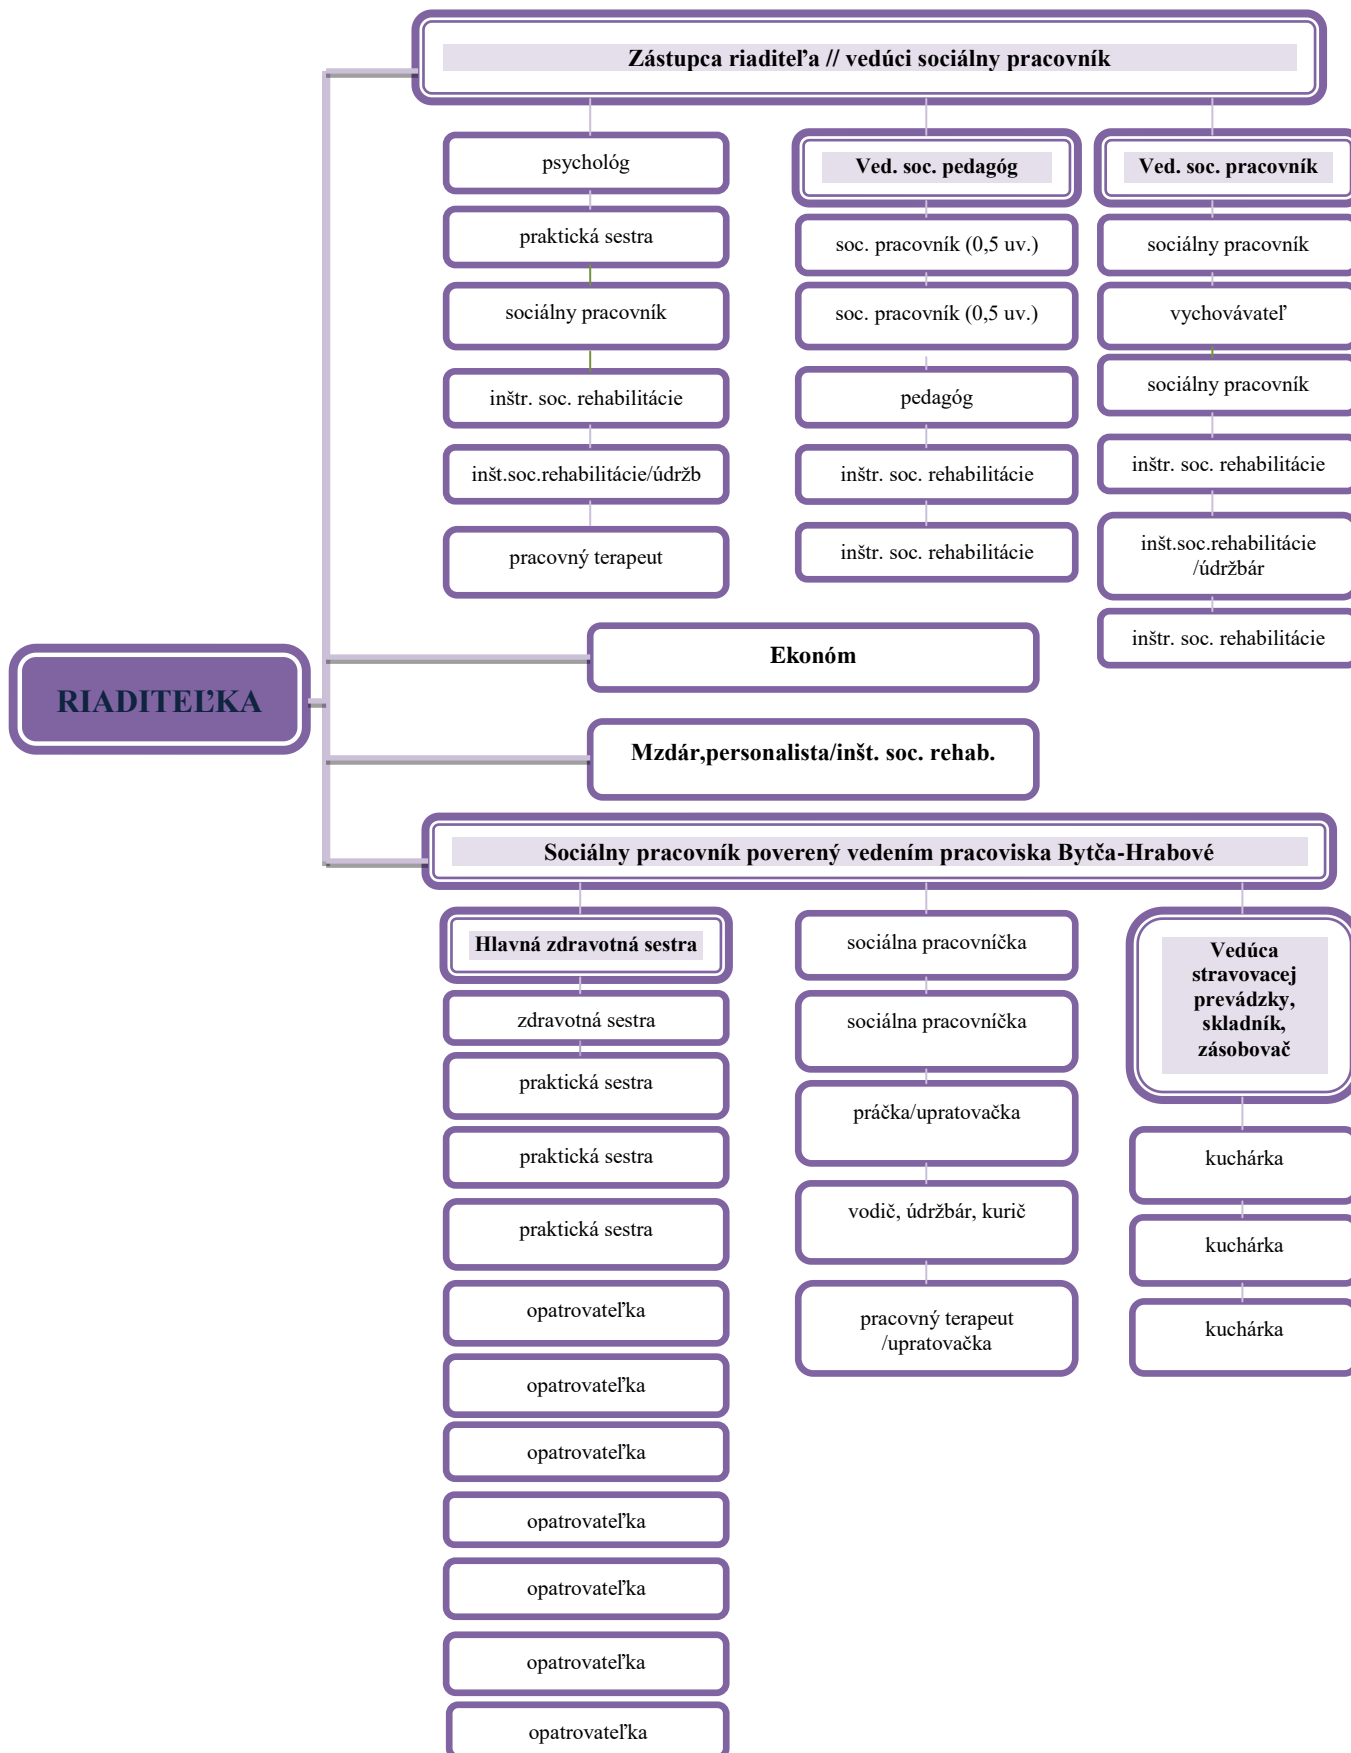 Zástupca riaditeľa // vedúci sociálny pracovník
psychológ
praktická sestra
sociálny pracovník
inštr. soc. rehabilitácie
inšt.soc.rehabilitácie/údržb
pracovný terapeut
Ved. soc. pedagóg
soc. pracovník (0,5 uv.)
soc. pracovník (0,5 uv.)
pedagóg
inštr. soc. rehabilitácie
inštr. soc. rehabilitácie
Ved. soc. pracovník
sociálny pracovník
vychovávateľ
sociálny pracovník
inštr. soc. rehabilitácie
inšt.soc.rehabilitácie
/údržbár
inštr. soc. rehabilitácie
RIADITEĽKA
Ekonóm
Mzdár,personalista/inšt. soc. rehab.
Sociálny pracovník poverený vedením pracoviska Bytča-Hrabové
Hlavná zdravotná sestra
zdravotná sestra
praktická sestra
praktická sestra
praktická sestra
opatrovateľka
opatrovateľka
opatrovateľka
opatrovateľka
opatrovateľka
opatrovateľka
opatrovateľka
sociálna pracovníčka
sociálna pracovníčka
práčka/upratovačka
vodič, údržbár, kurič
pracovný terapeut
/upratovačka
Vedúca
stravovacej
prevádzky,
skladník,
zásobovač
kuchárka
kuchárka
kuchárka